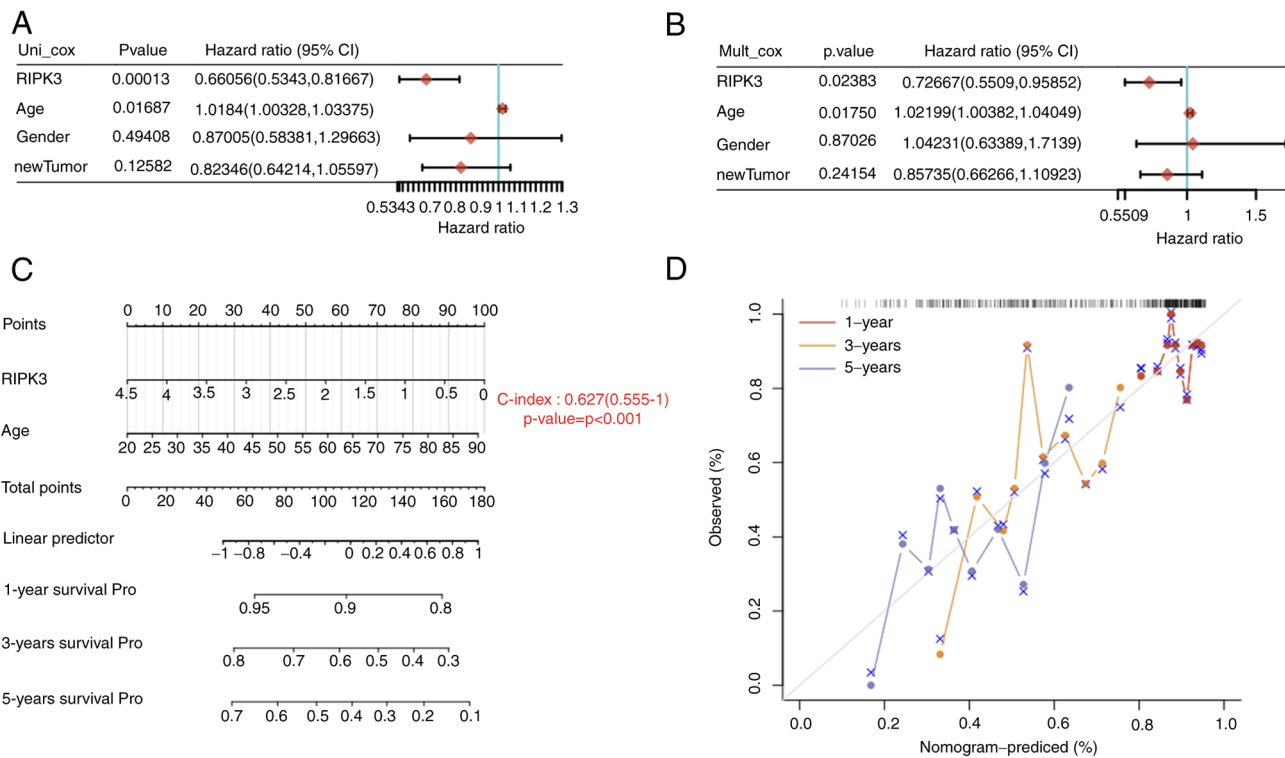 A
Uni_cox Pvalue Hazard ratio (95% CI)
RIPK3 0.00013 0.66056(0.5343,0.81667)
Age 0.01687 1.0184(1.00328,1.03375)
Gender 0.49408 0.87005(0.58381,1.29663)
newTumor 0.12582 0.82346(0.64214,1.05597)
0.5343 0.7 0.8 0.9 1 1.1 1.2 1.3
Hazard ratio
B
Mult_cox p.value Hazard ratio (95% CI)
RIPK3 0.02383 0.72667(0.5509,0.95852)
Age 0.01750 1.02199(1.00382,1.04049)
Gender 0.87026 1.04231(0.63389,1.7139)
newTumor 0.24154 0.85735(0.66266,1.10923)
0.5509 1 1.5
Hazard ratio
C
0 10 20 30 40 50 60 70 80 90 100
Points
RIPK3
4.5 4 3.5 3 2.5 2 1.5 1 0.5 0
C-index : 0.627(0.555-1)
p-value=p<0.001
Age
20 25 30 35 40 45 50 55 60 65 70 75 80 85 90
Total points
0 20 40 60 80 100 120 140 160 180
Linear predictor
−1 −0.8 −0.4 0 0.2 0.4 0.6 0.8 1
1-year survival Pro
0.95 0.9 0.8
3-years survival Pro
0.8 0.7 0.6 0.5 0.4 0.3
5-years survival Pro
0.7 0.6 0.5 0.4 0.3 0.2 0.1
D
1−year
3−years
5−years
Observed (%)
1.0
0.8
0.6
0.4
0.2
0.0
0.0 0.2 0.4 0.6 0.8 1.0
Nomogram−prediced (%)